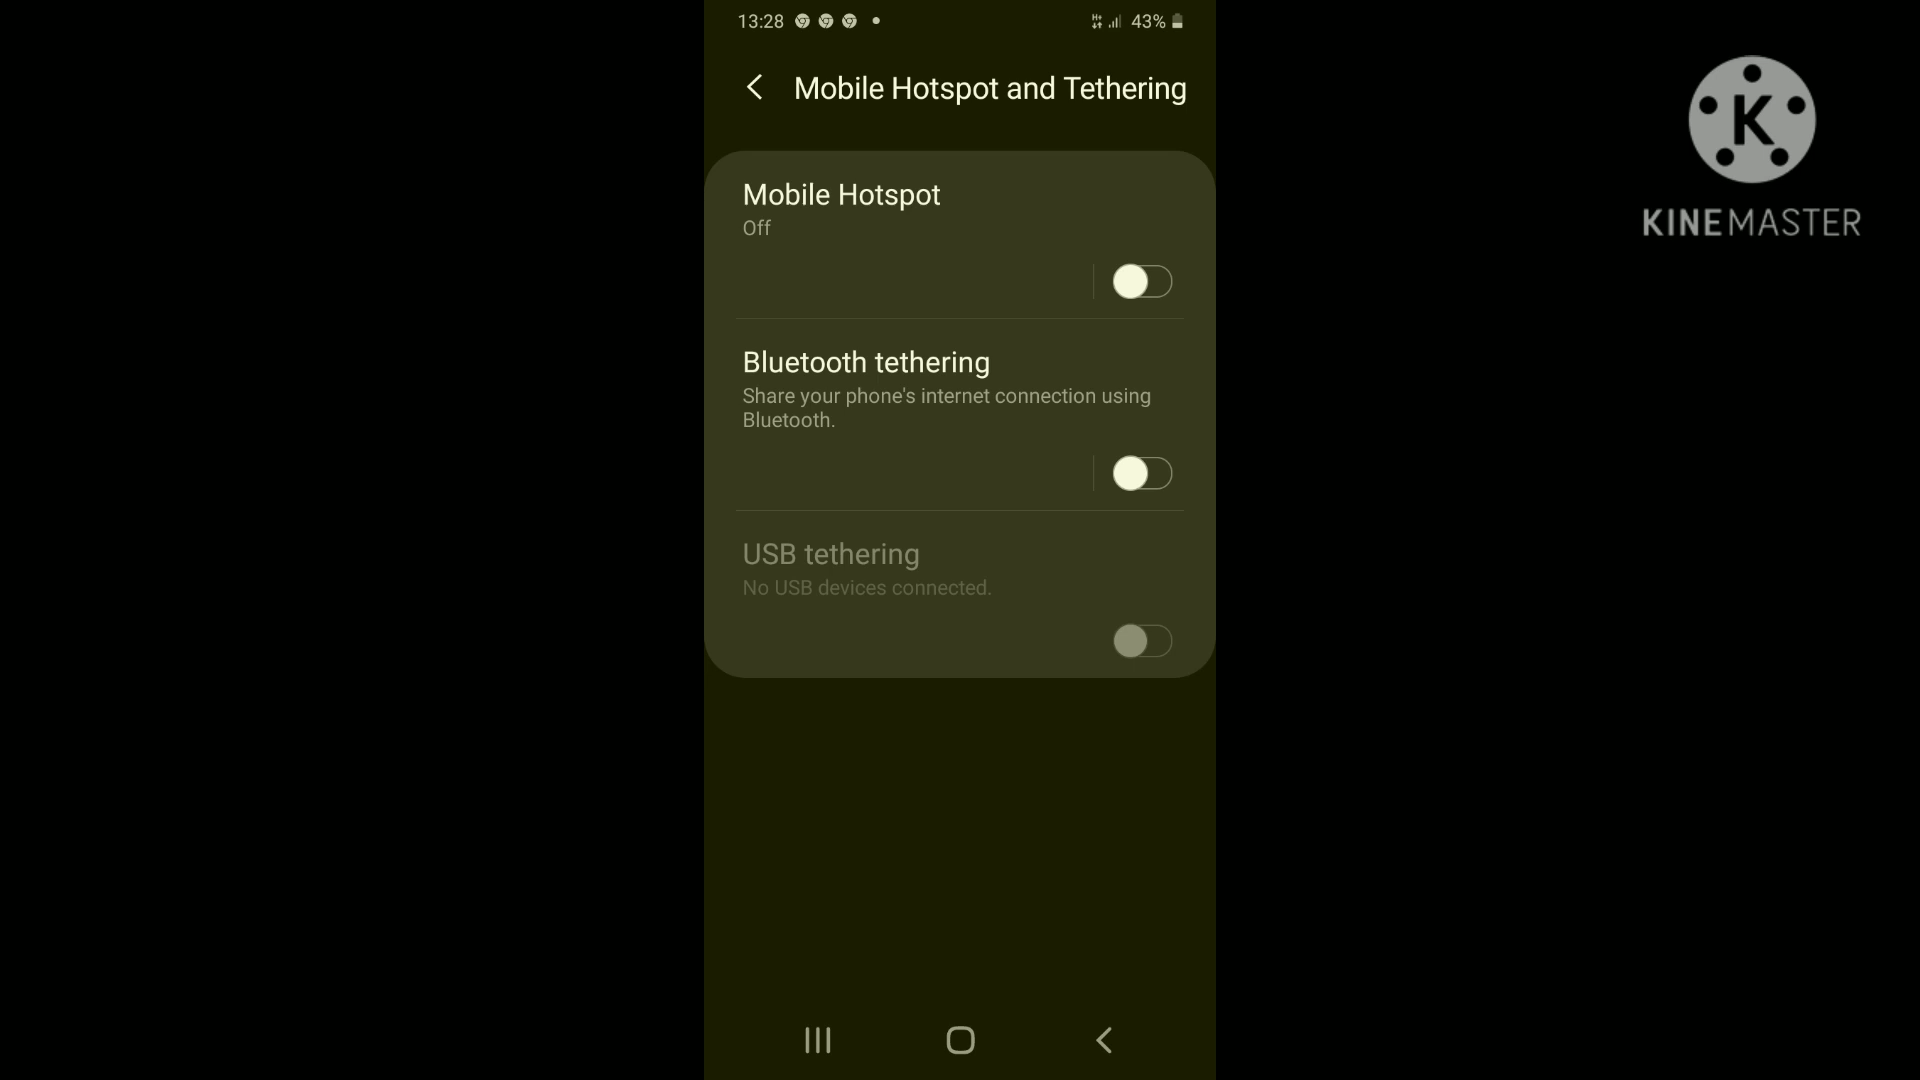 13:28
43%
Mobile Hotspot and Tethering
Mobile Hotspot
Off
Bluetooth tethering
Share your phone's internet connection using
Bluetooth.
USB tethering
No USB devices connected.
K
KINEMASTER